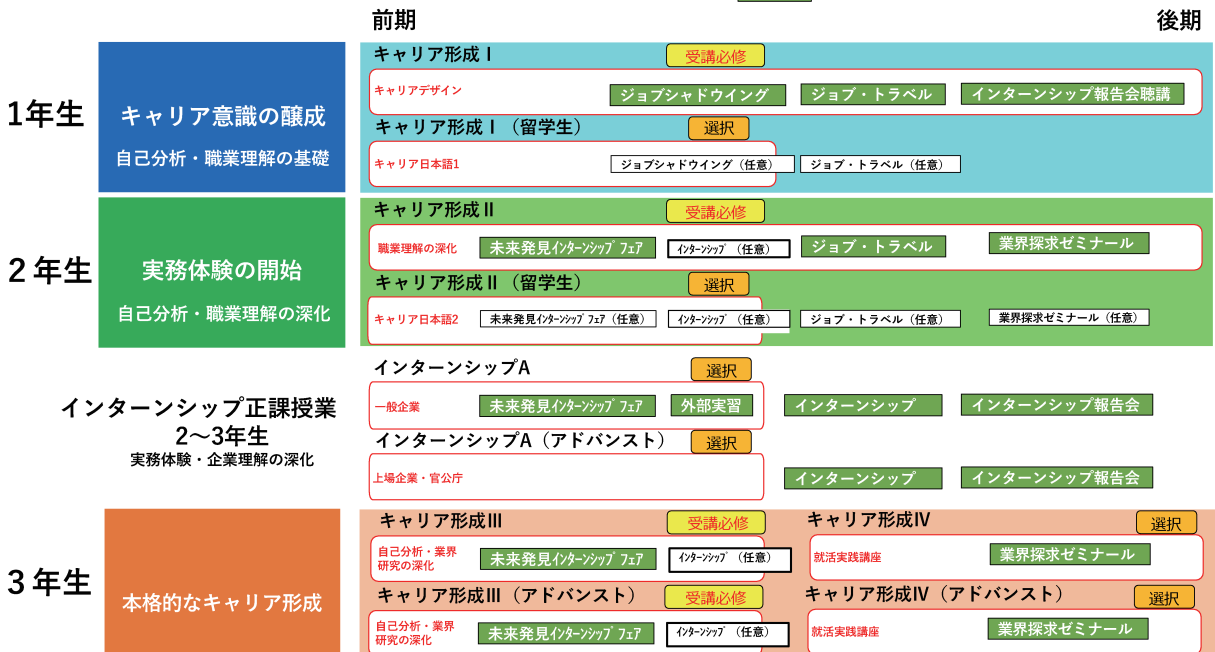 前期
後期
1年生
キャリア意識の醸成
自己分析・職業理解の基礎
キャリア形成Ⅰ
受講必修
キャリアデザイン
ジョブシャドウイング
ジョブ・トラベル
インターンシップ報告会聴講
キャリア形成Ⅰ（留学生）
選択
キャリア日本語1
ジョブシャドウイング（任意）
ジョブ・トラベル（任意）
2年生
実務体験の開始
自己分析・職業理解の深化
キャリア形成Ⅱ
受講必修
職業理解の深化
未来発見ｲﾝﾀｰﾝｼｯﾌﾟﾌｪｱ
ｲﾝﾀｰﾝｼｯﾌﾟ（任意）
ジョブ・トラベル
業界探求ゼミナール
キャリア形成Ⅱ（留学生）
選択
キャリア日本語2
未来発見ｲﾝﾀｰﾝｼｯﾌﾟﾌｪｱ（任意）
ｲﾝﾀｰﾝｼｯﾌﾟ（任意）
ジョブ・トラベル（任意）
業界探求ゼミナール（任意）
インターンシップ正課授業
2～3年生
実務体験・企業理解の深化
インターンシップA
選択
一般企業
未来発見ｲﾝﾀｰﾝｼｯﾌﾟﾌｪｱ
外部実習
インターンシップ
インターンシップ報告会
インターンシップA（アドバンスト）
選択
上場企業・官公庁
インターンシップ
インターンシップ報告会
3年生
本格的なキャリア形成
キャリア形成Ⅲ
受講必修
自己分析・業界
研究の深化
未来発見ｲﾝﾀｰﾝｼｯﾌﾟﾌｪｱ
ｲﾝﾀｰﾝｼｯﾌﾟ（任意）
キャリア形成Ⅳ
選択
就活実践講座
業界探求ゼミナール
キャリア形成Ⅲ（アドバンスト）
受講必修
自己分析・業界
研究の深化
未来発見ｲﾝﾀｰﾝｼｯﾌﾟﾌｪｱ
ｲﾝﾀｰﾝｼｯﾌﾟ（任意）
キャリア形成Ⅳ（アドバンスト）
選択
就活実践講座
業界探求ゼミナール